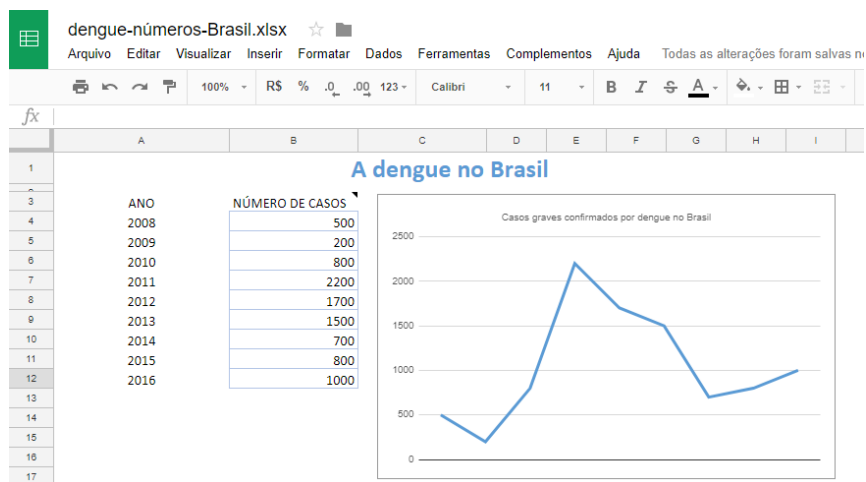 dengue-números-Brasil.xlsx
Arquivo Editar Visualizar Inserir Formatar Dados Ferramentas Complementos Ajuda Todas as alterações foram salvas
100% R$ % .0 .00 123 Calibri 11 B I S A
fx
A B C D E F G H I
1 A dengue no Brasil
3 ANO NÚMERO DE CASOS
4 2008 500
5 2009 200
6 2010 800
7 2011 2200
8 2012 1700
9 2013 1500
10 2014 700
11 2015 800
12 2016 1000
13
14
15
16
17
Casos graves confirmados por dengue no Brasil
2500
2000
1500
1000
500
0